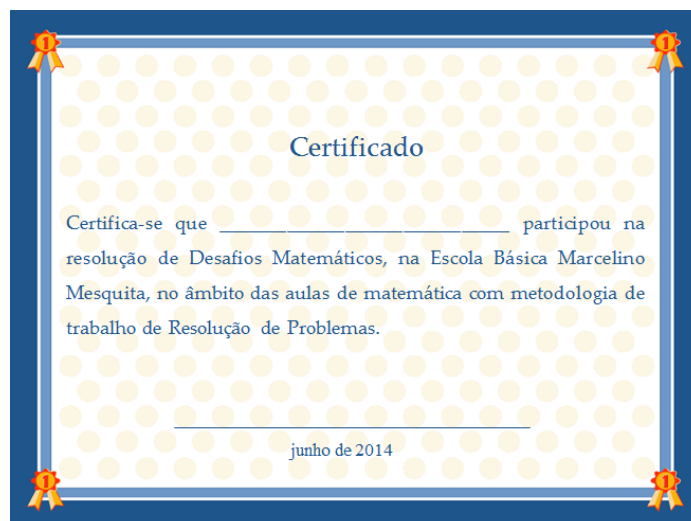 1
1
Certificado
Certifica-se que ______________________________ participou na
resolução de Desafios Matemáticos, na Escola Básica Marcelino
Mesquita, no âmbito das aulas de matemática com metodologia de
trabalho de Resolução de Problemas.
junho de 2014
1
1